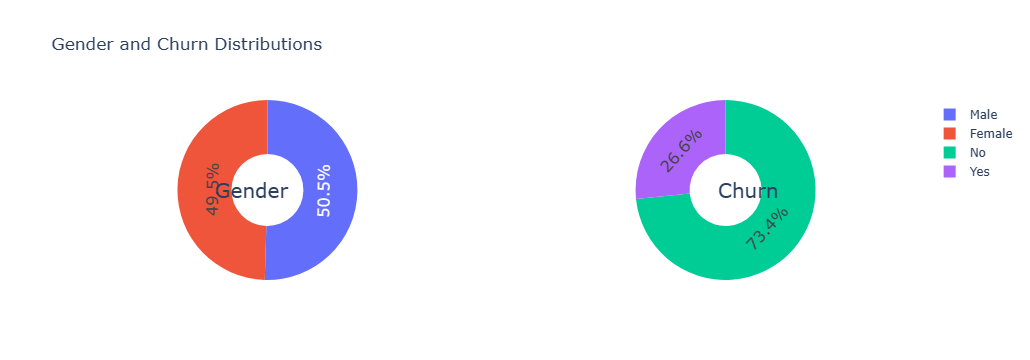 Gender and Churn Distributions
49.5%
Gender
50.5%
26.6%
Churn
73.4%
Male
Female
No
Yes